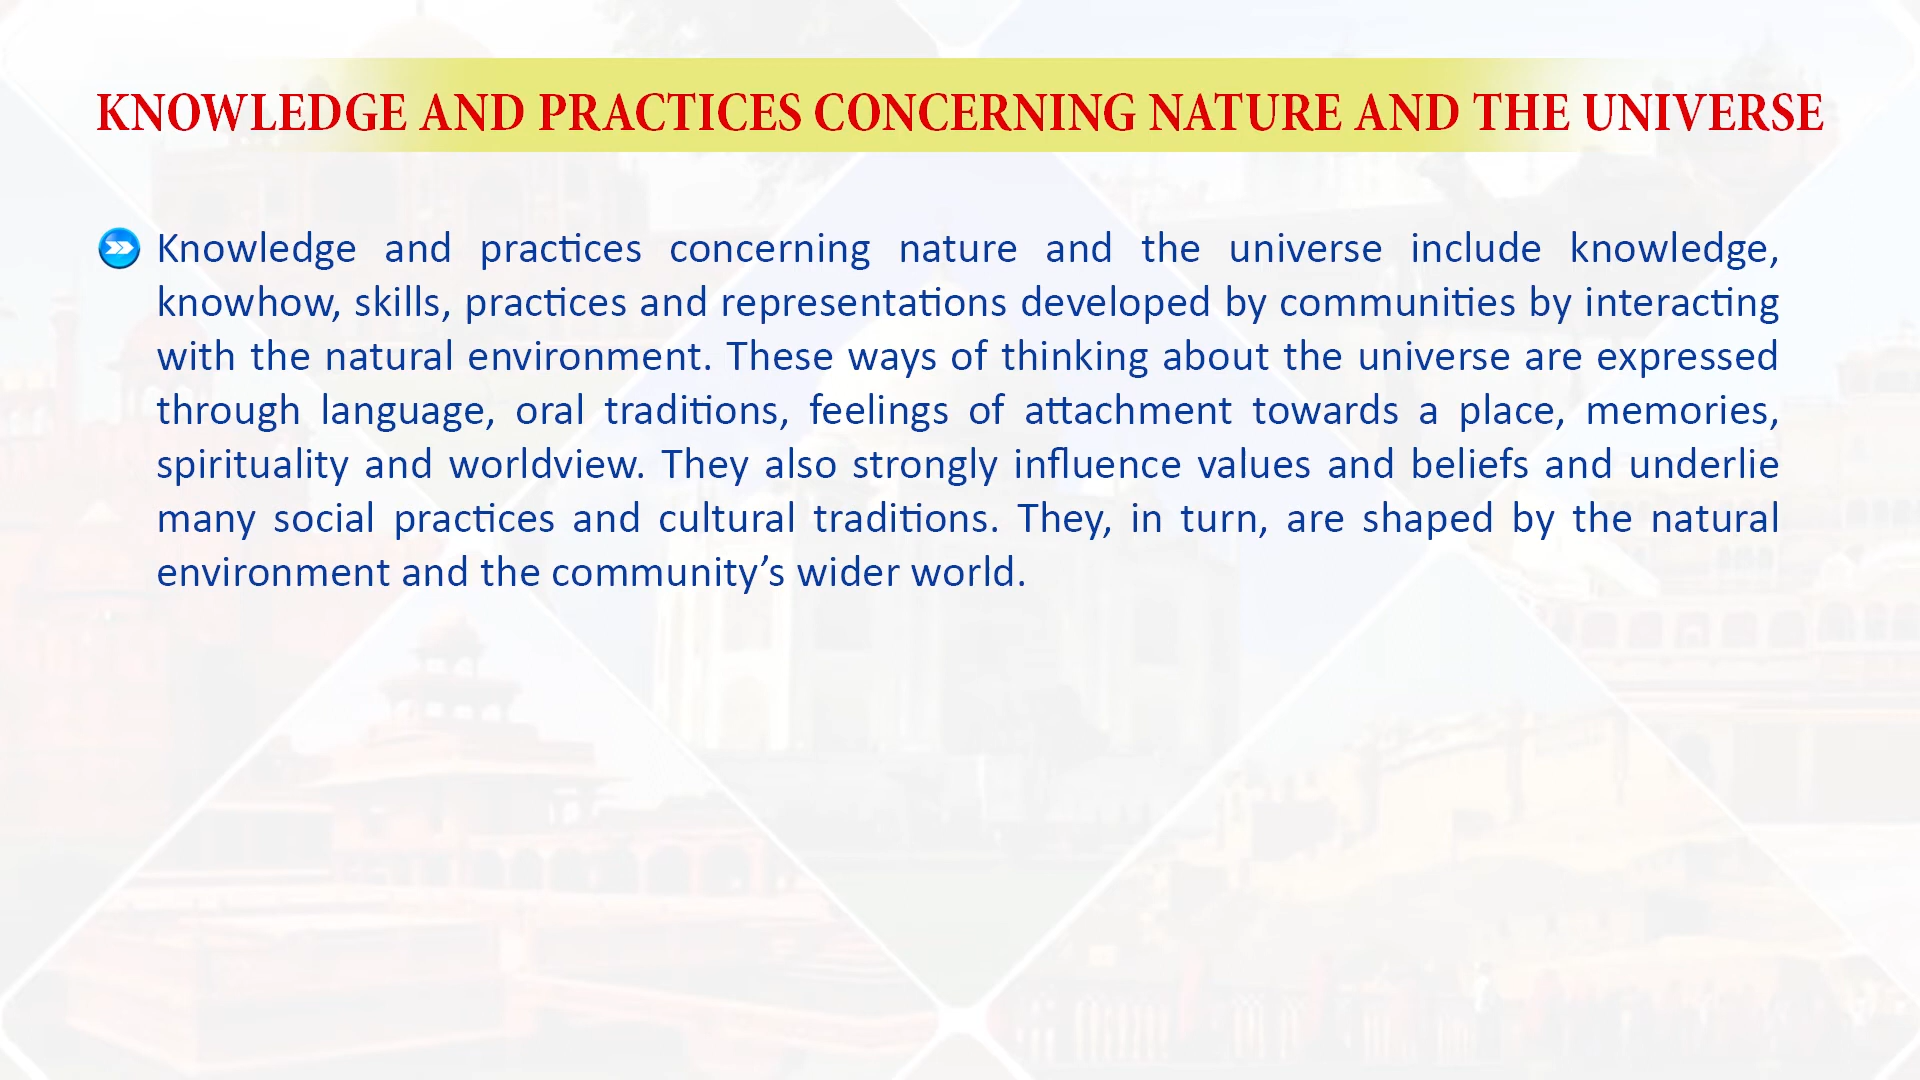 KNOWLEDGE AND PRACTICES CONCERNING NATURE AND THE UNIVERSE
Knowledge and practices concerning nature and the universe include knowledge,
knowhow, skills, practices and representations developed by communities by interacting
with the natural environment. These ways of thinking about the universe are expressed
through language, oral traditions, feelings of attachment towards a place, memories,
spirituality and worldview. They also strongly influence values and beliefs and underlie
many social practices and cultural traditions. They, in turn, are shaped by the natural
environment and the community’s wider world.